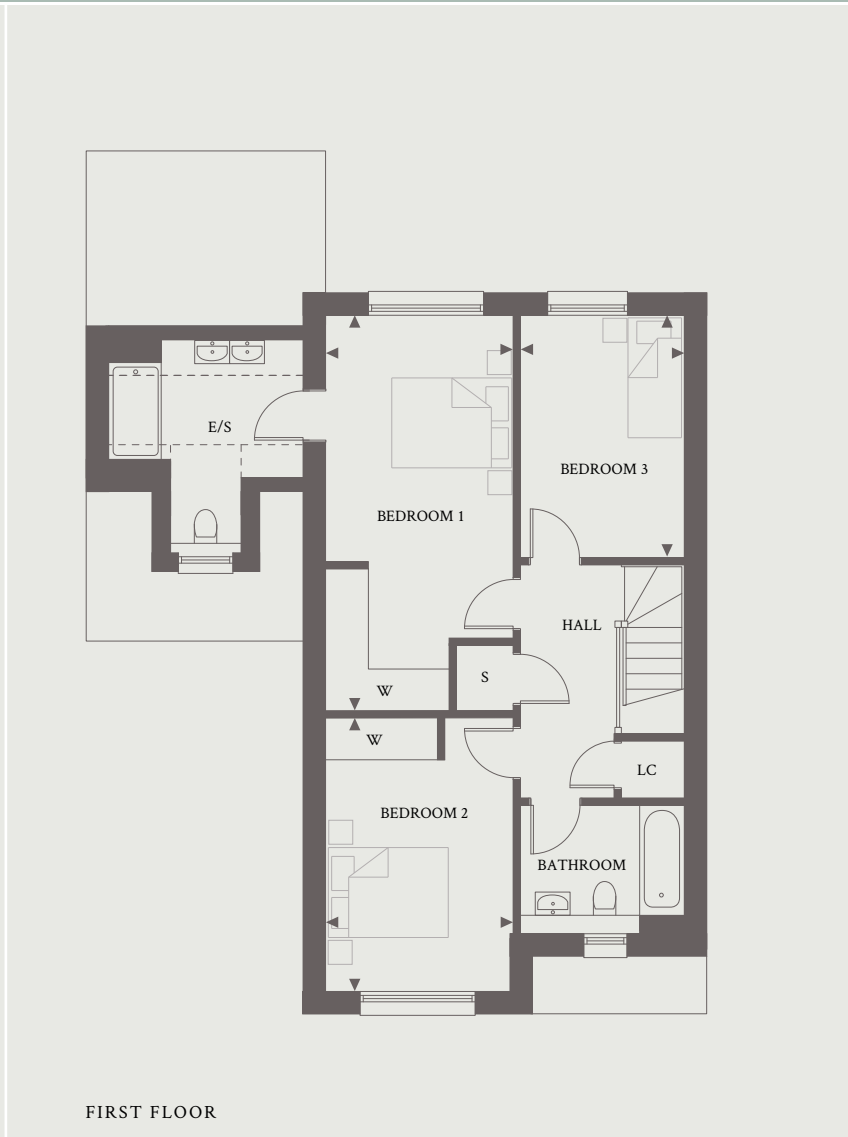 E/S
BEDROOM 3
BEDROOM 1
HALL
S
W
W
LC
BEDROOM 2
BATHROOM
FIRST FLOOR